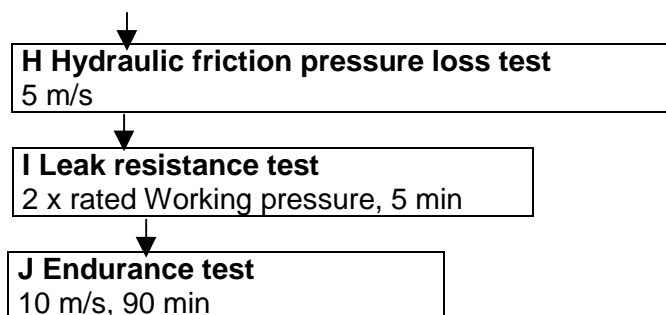 H Hydraulic friction pressure loss test
5 m/s
I Leak resistance test
2 x rated Working pressure, 5 min
J Endurance test
10 m/s, 90 min